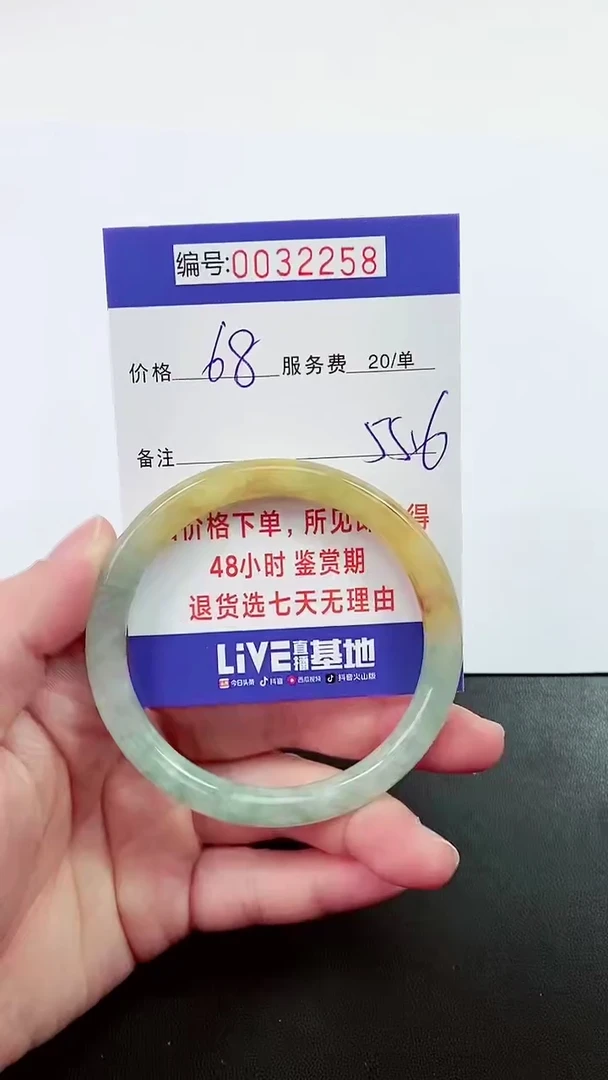 编号:0032258
价格 68 服务费 20/单
备注 55.6
价格下单，所见 得
48小时 鉴赏期
退货选七天无理由
LIVE直播基地
今日头条 抖音 西瓜视频 抖音火山版